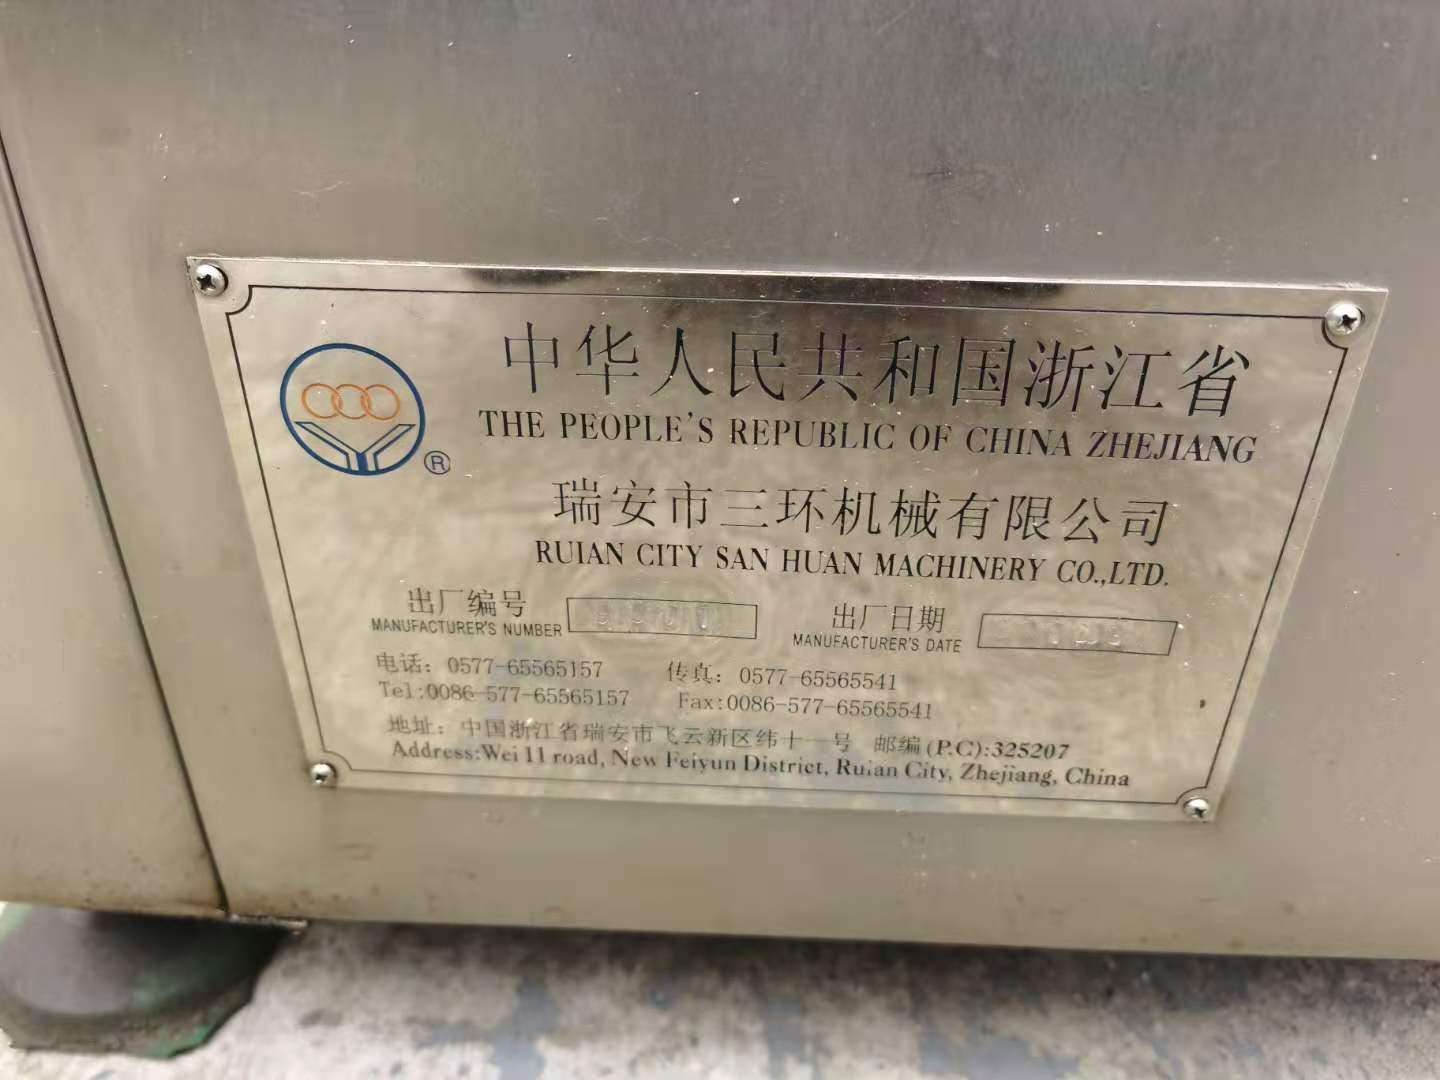 中华人民共和国浙江省
THE PEOPLE'S REPUBLIC OF CHINA ZHEJIANG
®
瑞安市三环机械有限公司
RUIAN CITY SAN HUAN MACHINERY CO.,LTD.
出厂编号 出厂日期
MANUFACTURER'S NUMBER MANUFACTURER'S DATE
电话：0577-65565157 传真：0577-65565541
Tel:0086-577-65565157 Fax:0086-577-65565541
地址：中国浙江省瑞安市飞云新区纬十一号 邮编(P.C):325207
Address:Wei 11 road, New Feiyun District, Ruian City, Zhejiang, China